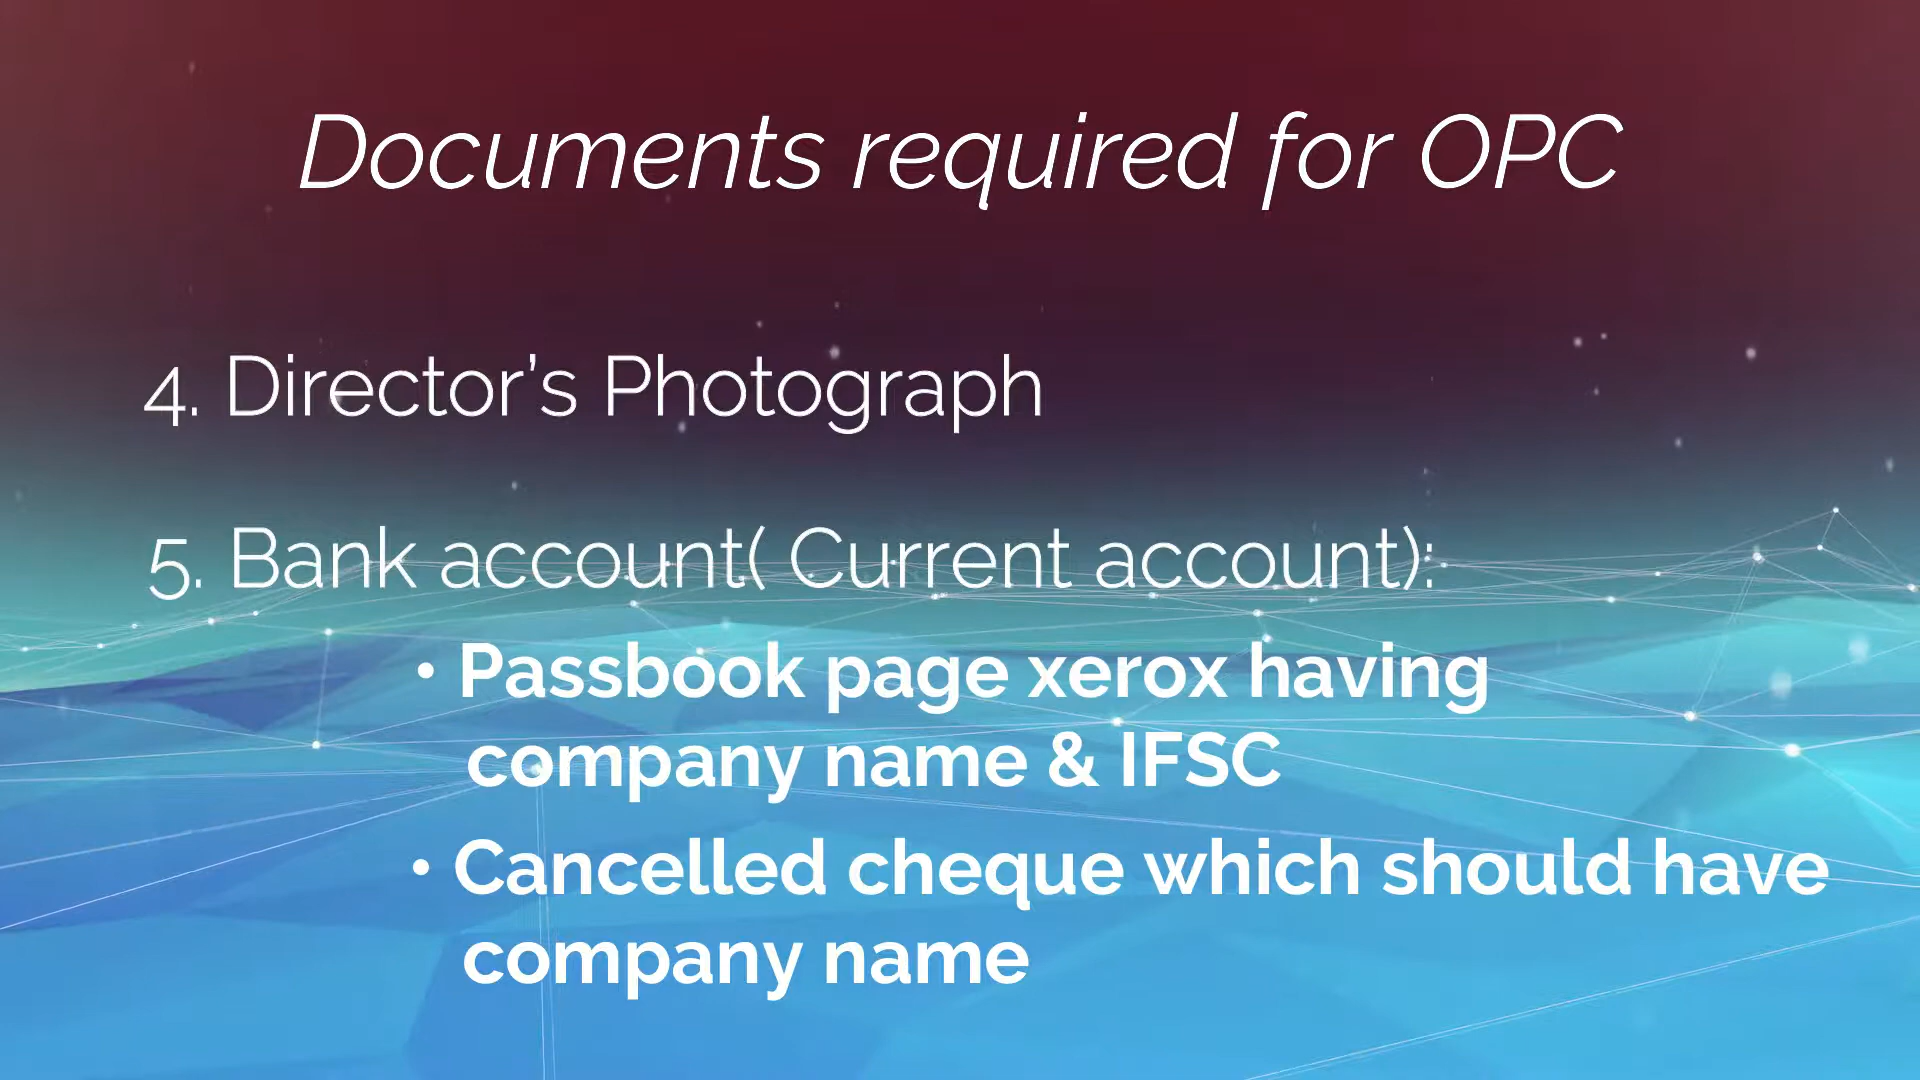 Documents required for OPC
4. Director’s Photograph
5. Bank account( Current account):
• Passbook page xerox having
company name & IFSC
• Cancelled cheque which should have
company name